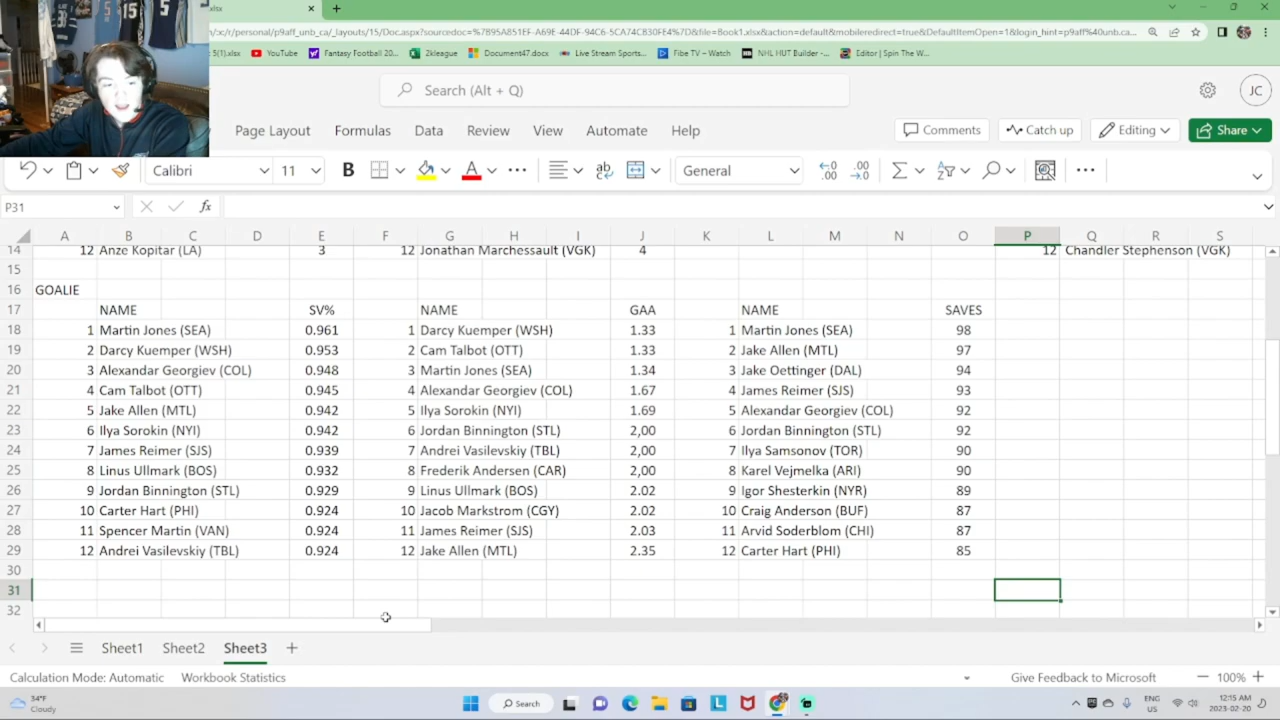 .xlsx × +
:x:/r/personal/p9aff_unb_ca/_layouts/15/Doc.aspx?sourcedoc=%7B95A851EF-A69E-44DF-94C6-5CA74CB30FE4%7D&file=Book1.xlsx&action=default&mobileredirect=true&DefaultItemOpen=1&login_hint=p9aff%40unb.ca...
5(1).xlsx YouTube Fantasy Football 20... 2kleague Document47.docx Live Stream Sports... Fibe TV – Watch NHL HUT Builder -... Editor | Spin The W...
Search (Alt + Q) JC
Page Layout Formulas Data Review View Automate Help Comments Catch up Editing Share
Calibri 11 B A General
P31 fx
A B C D E F G H I J K L M N O P Q R S
14 12 Anze Kopitar (LA) 3 12 Jonathan Marchessault (VGK) 4 12 Chandler Stephenson (VGK)
15
16 GOALIE
17 NAME SV% NAME GAA NAME SAVES
18 1 Martin Jones (SEA) 0.961 1 Darcy Kuemper (WSH) 1.33 1 Martin Jones (SEA) 98
19 2 Darcy Kuemper (WSH) 0.953 2 Cam Talbot (OTT) 1.33 2 Jake Allen (MTL) 97
20 3 Alexandar Georgiev (COL) 0.948 3 Martin Jones (SEA) 1.34 3 Jake Oettinger (DAL) 94
21 4 Cam Talbot (OTT) 0.945 4 Alexandar Georgiev (COL) 1.67 4 James Reimer (SJS) 93
22 5 Jake Allen (MTL) 0.942 5 Ilya Sorokin (NYI) 1.69 5 Alexandar Georgiev (COL) 92
23 6 Ilya Sorokin (NYI) 0.942 6 Jordan Binnington (STL) 2,00 6 Jordan Binnington (STL) 92
24 7 James Reimer (SJS) 0.939 7 Andrei Vasilevskiy (TBL) 2,00 7 Ilya Samsonov (TOR) 90
25 8 Linus Ullmark (BOS) 0.932 8 Frederik Andersen (CAR) 2,00 8 Karel Vejmelka (ARI) 90
26 9 Jordan Binnington (STL) 0.929 9 Linus Ullmark (BOS) 2.02 9 Igor Shesterkin (NYR) 89
27 10 Carter Hart (PHI) 0.924 10 Jacob Markstrom (CGY) 2.02 10 Craig Anderson (BUF) 87
28 11 Spencer Martin (VAN) 0.924 11 James Reimer (SJS) 2.03 11 Arvid Soderblom (CHI) 87
29 12 Andrei Vasilevskiy (TBL) 0.924 12 Jake Allen (MTL) 2.35 12 Carter Hart (PHI) 85
30
31
32
Sheet1 Sheet2 Sheet3 +
Calculation Mode: Automatic Workbook Statistics Give Feedback to Microsoft 100%
34°F Search ENG 12:15 AM
Cloudy US 2023-02-20